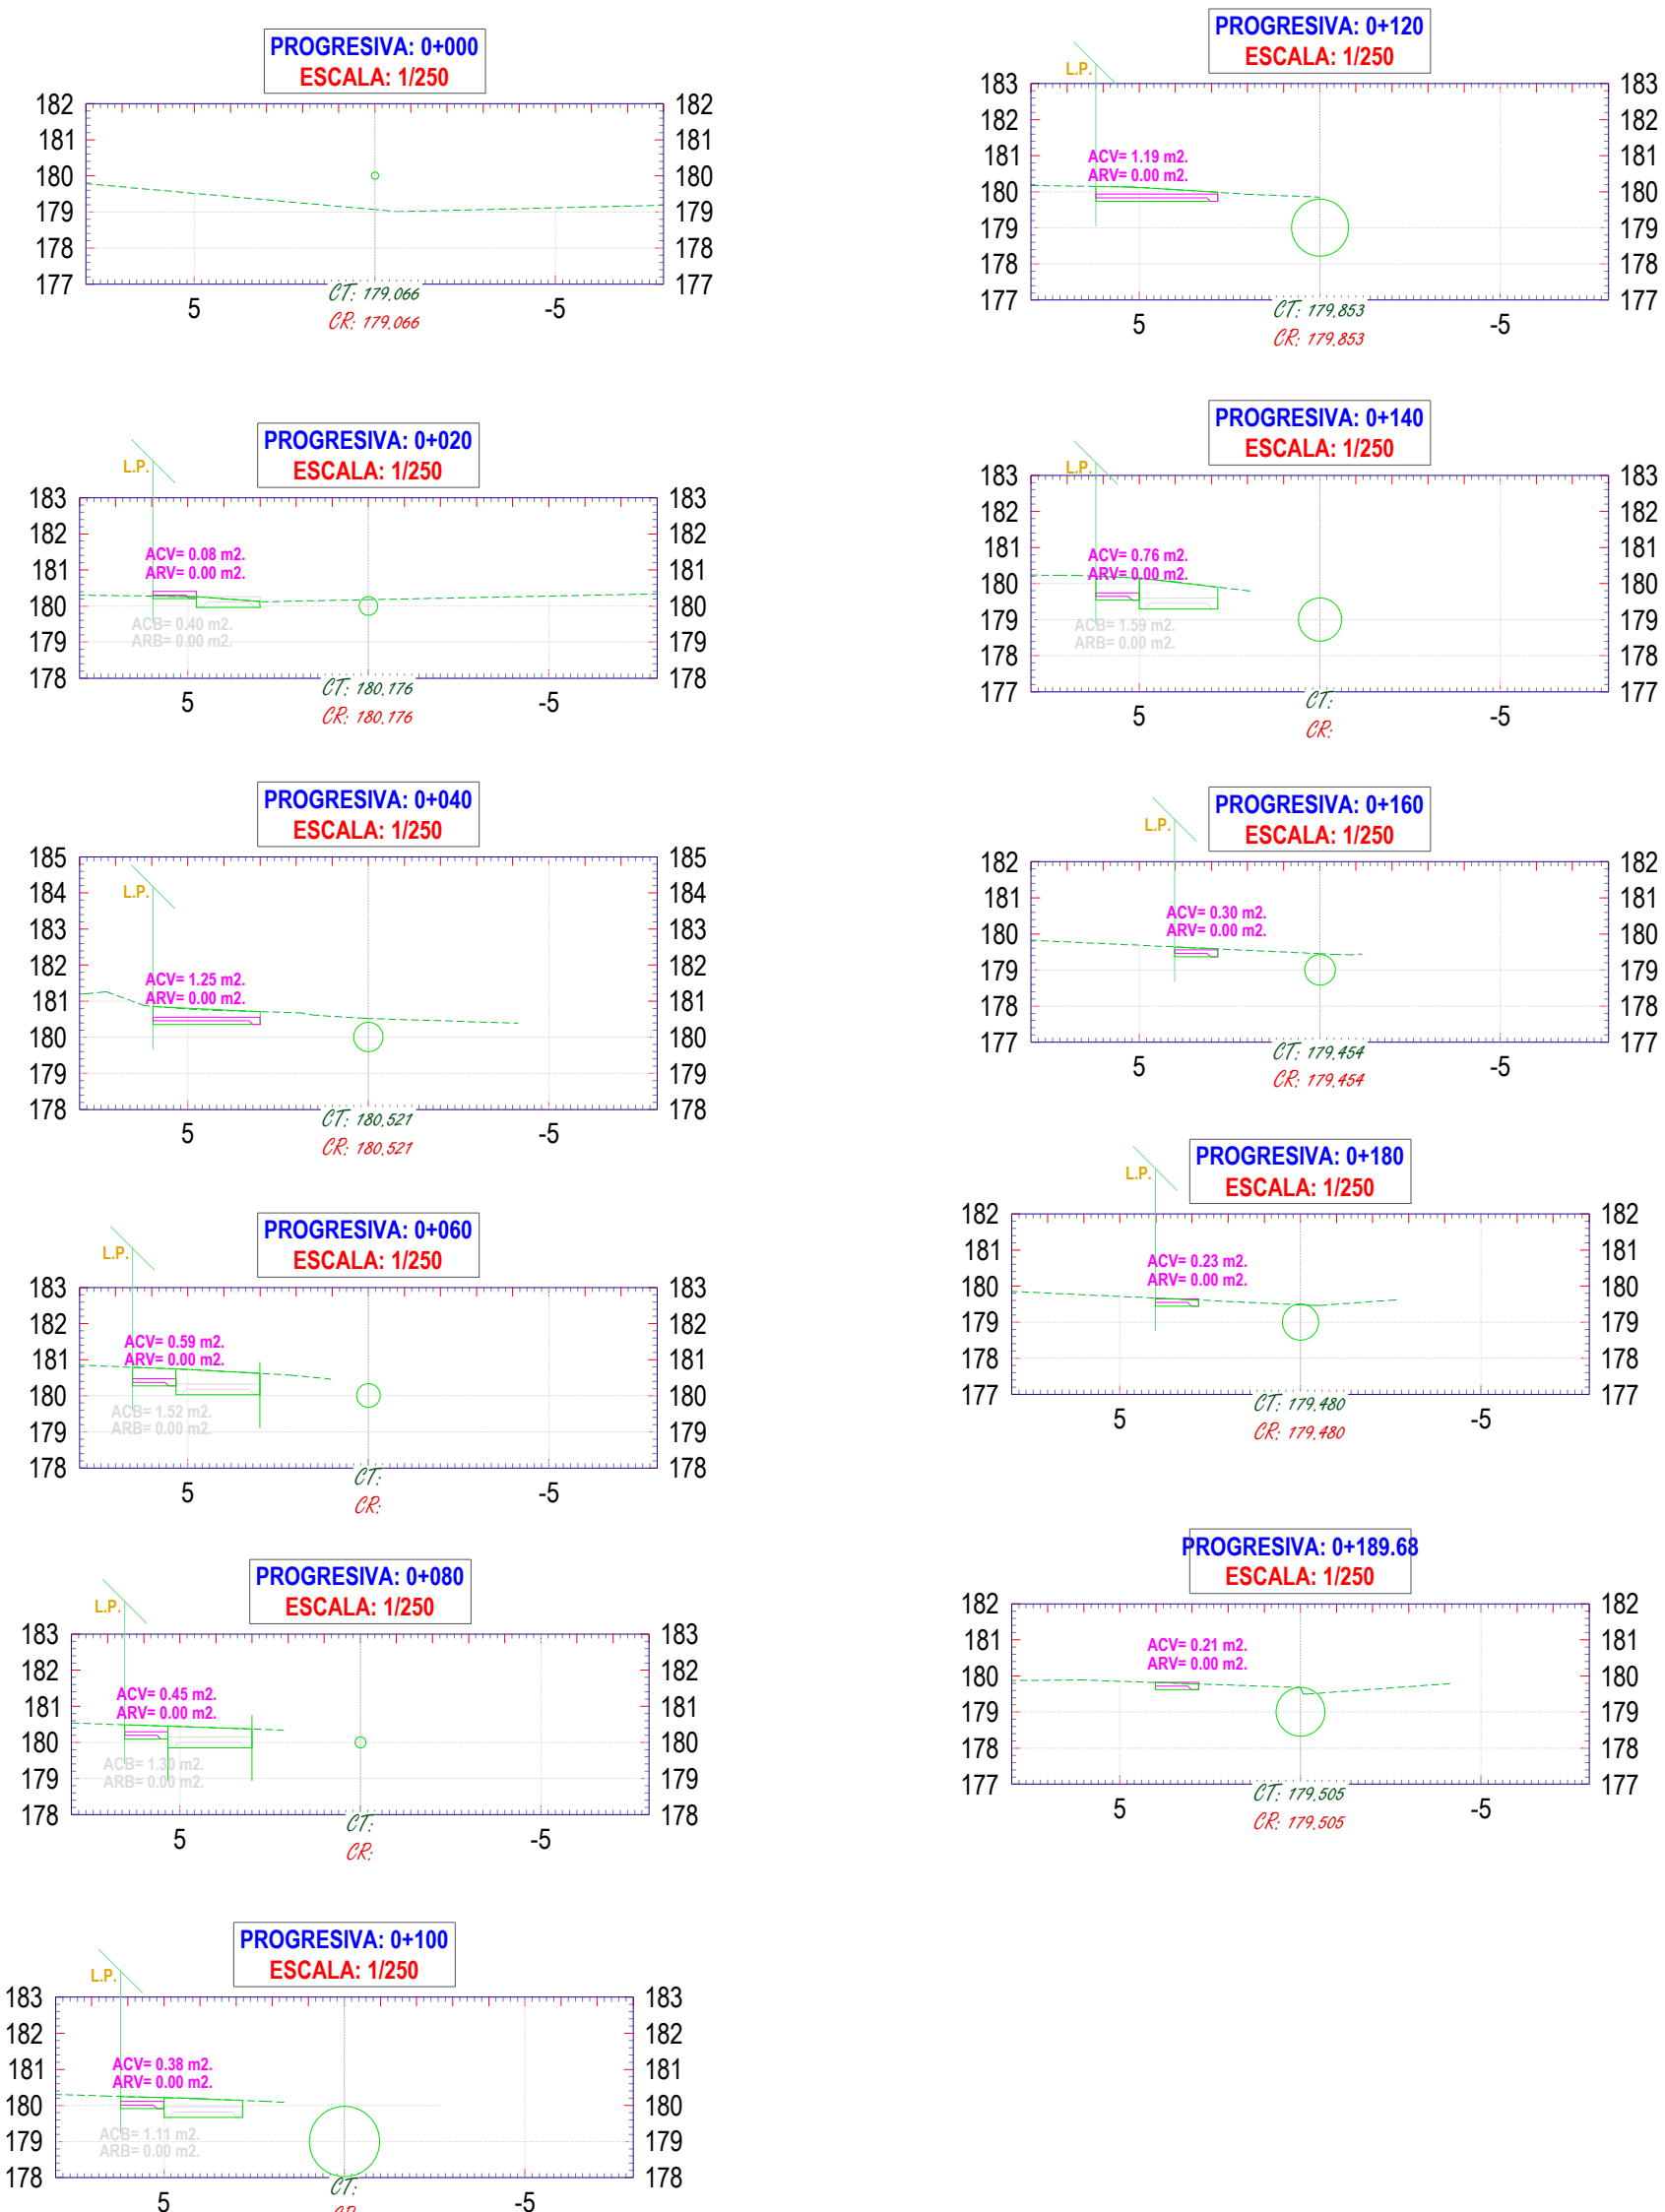 PROGRESIVA: 0+000
ESCALA: 1/250
182 182
181 181
180 180
179 179
178 178
177 177
5 -5
CT: 179.066
CR: 179.066
PROGRESIVA: 0+020
ESCALA: 1/250
L.P.
183 183
182 182
181 181
180 180
179 179
178 178
ACV= 0.08 m2.
ARV= 0.00 m2.
ACB= 0.40 m2.
ARB= 0.00 m2.
5 -5
CT: 180.176
CR: 180.176
PROGRESIVA: 0+040
ESCALA: 1/250
L.P.
185 185
184 184
183 183
182 182
181 181
180 180
179 179
178 178
ACV= 1.25 m2.
ARV= 0.00 m2.
5 -5
CT: 180.521
CR: 180.521
PROGRESIVA: 0+060
ESCALA: 1/250
L.P.
183 183
182 182
181 181
180 180
179 179
178 178
ACV= 0.59 m2.
ARV= 0.00 m2.
ACB= 1.52 m2.
ARB= 0.00 m2.
5 -5
CT:
CR:
PROGRESIVA: 0+080
ESCALA: 1/250
L.P.
183 183
182 182
181 181
180 180
179 179
178 178
ACV= 0.45 m2.
ARV= 0.00 m2.
ACB= 1.30 m2.
ARB= 0.00 m2.
5 -5
CT:
CR:
PROGRESIVA: 0+100
ESCALA: 1/250
L.P.
183 183
182 182
181 181
180 180
179 179
178 178
ACV= 0.38 m2.
ARV= 0.00 m2.
ACB= 1.11 m2.
ARB= 0.00 m2.
5 -5
CT:
PROGRESIVA: 0+120
ESCALA: 1/250
L.P.
183 183
182 182
181 181
180 180
179 179
178 178
177 177
ACV= 1.19 m2.
ARV= 0.00 m2.
5 -5
CT: 179.853
CR: 179.853
PROGRESIVA: 0+140
ESCALA: 1/250
L.P.
183 183
182 182
181 181
180 180
179 179
178 178
177 177
ACV= 0.76 m2.
ARV= 0.00 m2.
ACB= 1.59 m2.
ARB= 0.00 m2.
5 -5
CT:
CR:
PROGRESIVA: 0+160
ESCALA: 1/250
L.P.
182 182
181 181
180 180
179 179
178 178
177 177
ACV= 0.30 m2.
ARV= 0.00 m2.
5 -5
CT: 179.454
CR: 179.454
PROGRESIVA: 0+180
ESCALA: 1/250
L.P.
182 182
181 181
180 180
179 179
178 178
177 177
ACV= 0.23 m2.
ARV= 0.00 m2.
5 -5
CT: 179.480
CR: 179.480
PROGRESIVA: 0+189.68
ESCALA: 1/250
182 182
181 181
180 180
179 179
178 178
177 177
ACV= 0.21 m2.
ARV= 0.00 m2.
5 -5
CT: 179.505
CR: 179.505